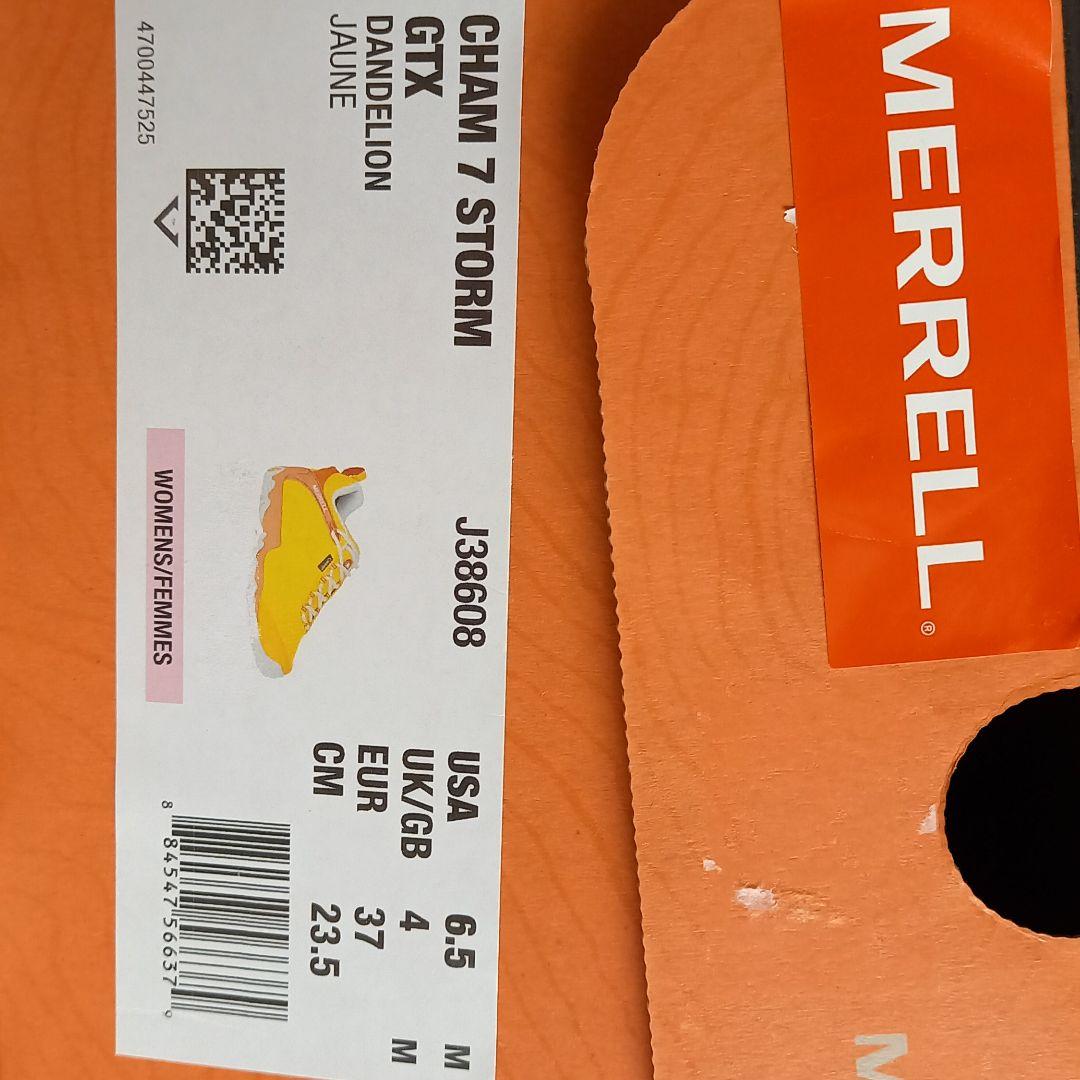 MERRELL®
M
CHAM 7 STORM
GTX
DANDELION
JAUNE
4700447525
J38608
WOMENS/FEMMES
USA 6.5 M
UK/GB 4 M
EUR 37
CM 23.5
8 84547 56637 9